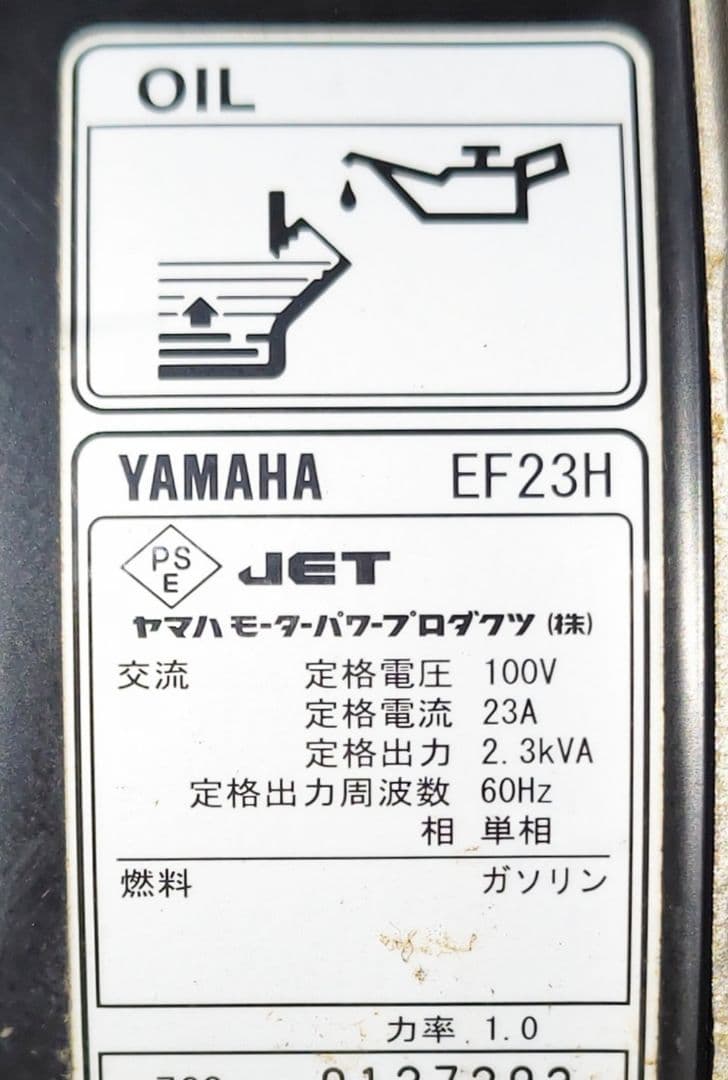 OIL
YAMAHA EF23H
PS
E
JET
ヤマハモーターパワープロダクツ(株)
交流 定格電圧 100V
定格電流 23A
定格出力 2.3kVA
定格出力周波数 60Hz
相 単相
燃料 ガソリン
力率 1.0